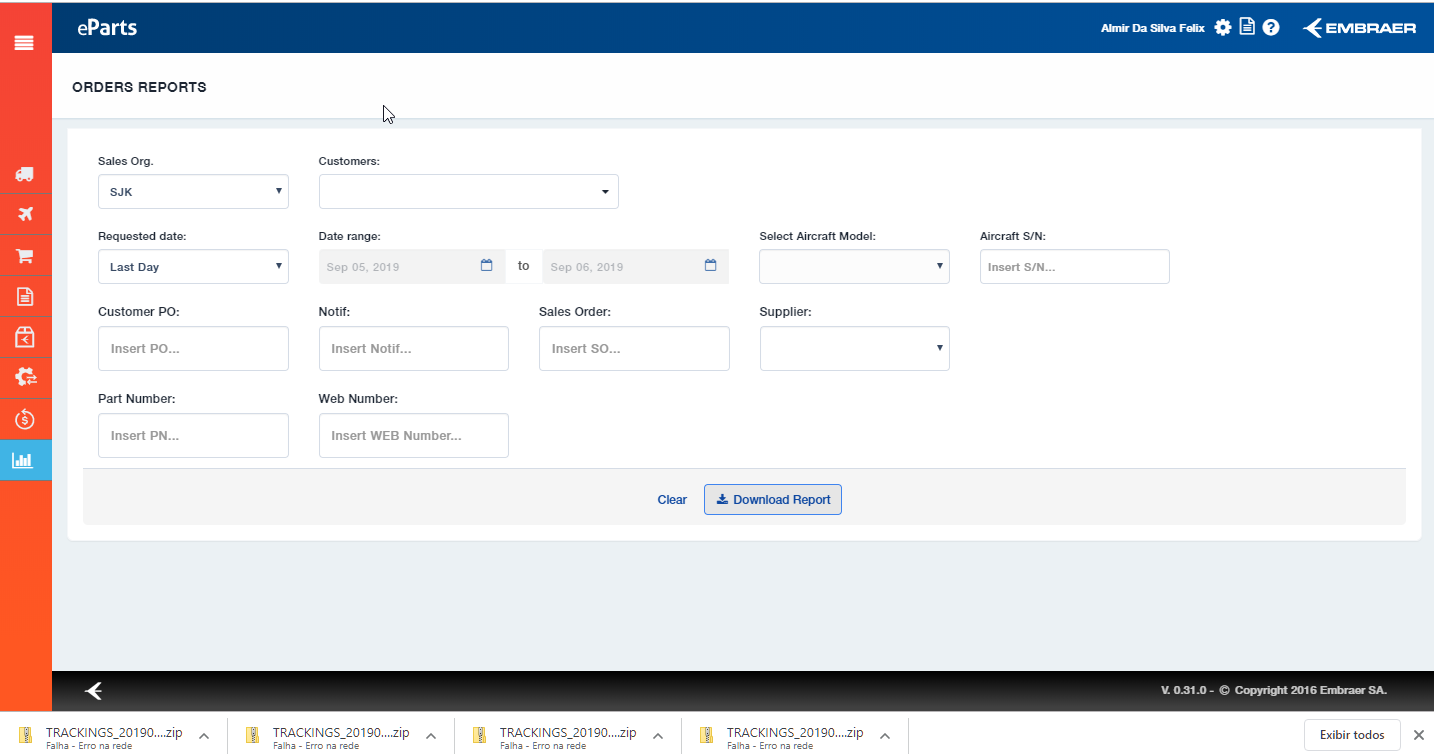 eParts
Almir Da Silva Felix
EMBRAER
ORDERS REPORTS
Sales Org.
Customers:
SJK
Requested date:
Date range:
Select Aircraft Model:
Aircraft S/N:
Last Day
Sep 05, 2019
to
Sep 06, 2019
Insert S/N...
Customer PO:
Notif:
Sales Order:
Supplier:
Insert PO...
Insert Notif...
Insert SO...
Part Number:
Web Number:
Insert PN...
Insert WEB Number...
Clear
Download Report
V. 0.31.0 - © Copyright 2016 Embraer SA.
TRACKINGS_20190....zip
Falha - Erro na rede
TRACKINGS_20190....zip
Falha - Erro na rede
TRACKINGS_20190....zip
Falha - Erro na rede
TRACKINGS_20190....zip
Falha - Erro na rede
Exibir todos